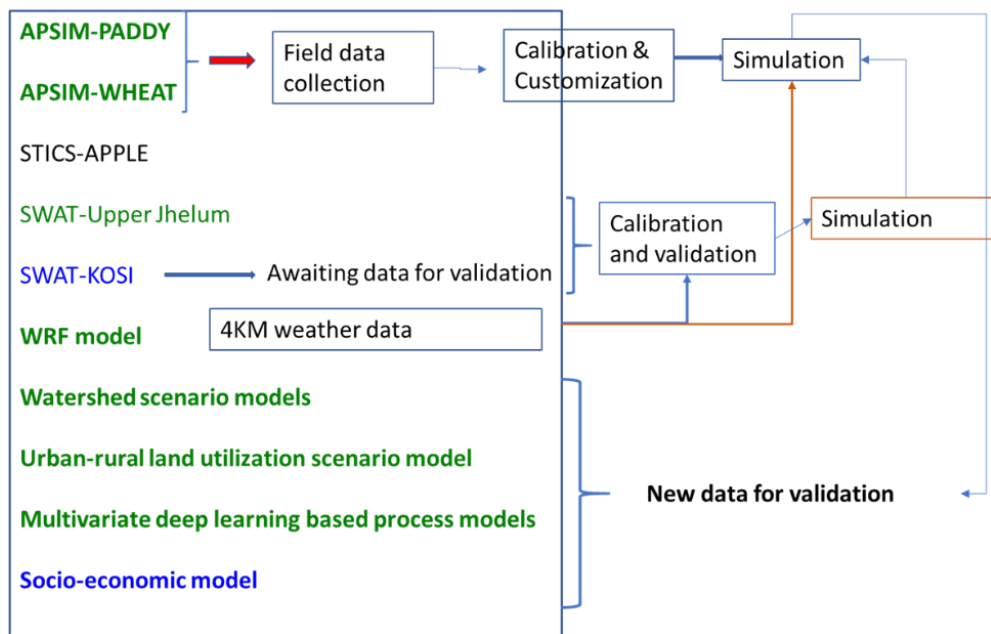 APSIM-PADDY
APSIM-WHEAT
Field data
collection
Calibration &
Customization
Simulation
STICS-APPLE
SWAT-Upper Jhelum
SWAT-KOSI
Awaiting data for validation
Calibration
and validation
Simulation
WRF model
4KM weather data
Watershed scenario models
Urban-rural land utilization scenario model
Multivariate deep learning based process models
Socio-economic model
New data for validation